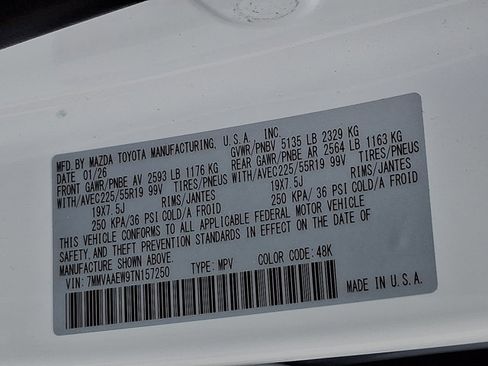 MFD.BY MAZDA TOYOTA MANUFACTURING, U.S.A., INC.
DATE 01/26 GVWR/PNBV 5135 LB 2329 KG
FRONT GAWR/PNBE AV 2593 LB 1176 KG REAR GAWR/PNBE AR 2564 LB 1163 KG
WITH/AVEC225/55R19 99V TIRES/PNEUS WITH/AVEC225/55R19 99V TIRES/PNEUS
19X7.5J RIMS/JANTES 19X7.5J RIMS/JANTES
250 KPA/36 PSI COLD/A FROID 250 KPA/36 PSI COLD/A FROID
THIS VEHICLE CONFORMS TO ALL APPLICABLE FEDERAL MOTOR VEHICLE
SAFETY,AND THEFT PREVENTION STANDARDS IN EFFECT ON THE DATE OF
MANUFACTURE SHOWN ABOVE.
VIN: 7MMVAAEW9TN157250 TYPE: MPV COLOR CODE: 48K
MADE IN U.S.A.